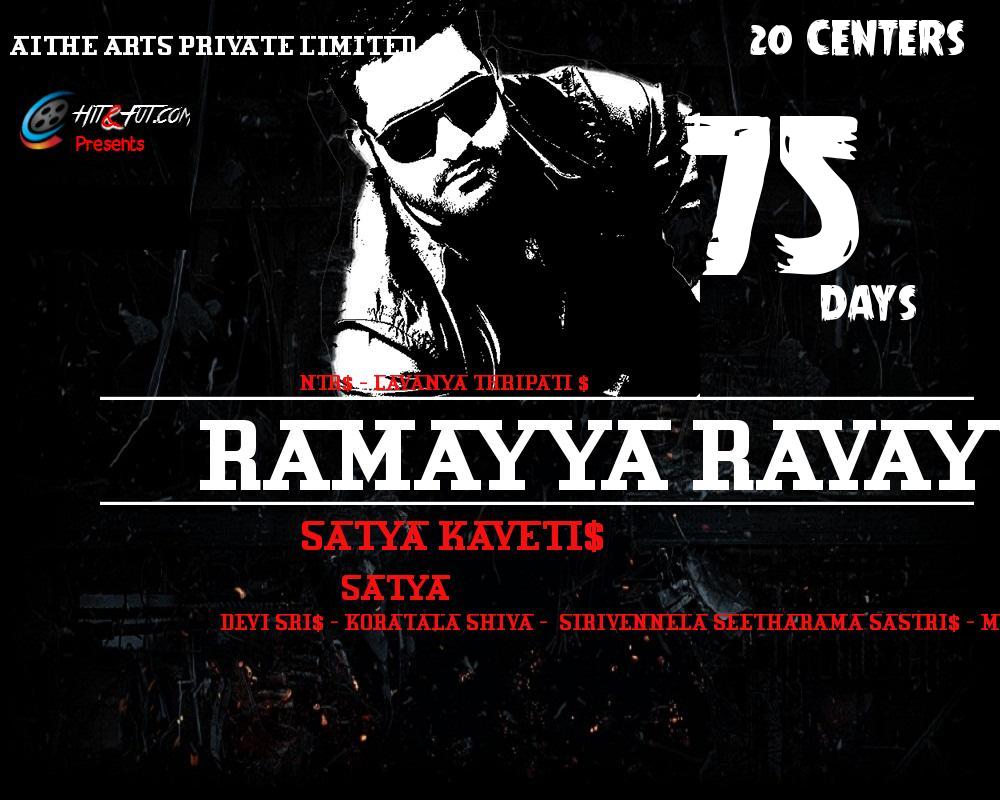 AITHE ARTS PRIVATE LIMITED
20 CENTERS
HIT&FUT.COM
Presents
75
DAYS
NTR$ - LAVANYA THRIPATI $
RAMAYYA RAVAY
SATYA KAVETI$
SATYA
DEVI SRI$ - KORATALA SHIVA - SIRIVENNELA SEETHARAMA SASTRI$ - M